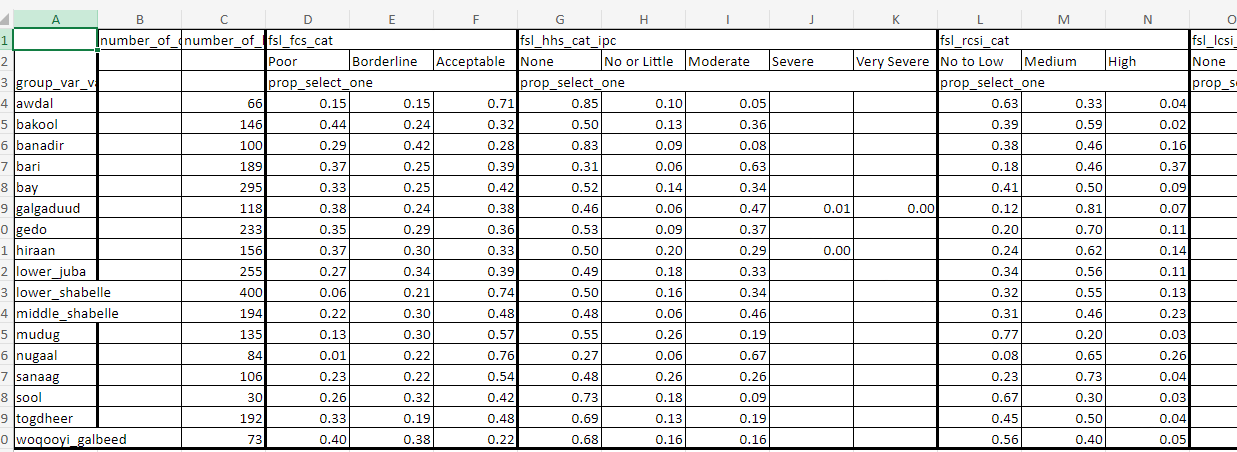 A B C D E F G H I J K L M N O
1 number_of_ number_of_ fsl_fcs_cat fsl_hhs_cat_ipc fsl_rcsi_cat fsl_lcsi_
2 Poor Borderline Acceptable None No or Little Moderate Severe Very Severe No to Low Medium High None
3 group_var_v prop_select_one prop_select_one prop_select_one prop_s
4 awdal 66 0.15 0.15 0.71 0.85 0.10 0.05 0.63 0.33 0.04
5 bakool 146 0.44 0.24 0.32 0.50 0.13 0.36 0.39 0.59 0.02
6 banadir 100 0.29 0.42 0.28 0.83 0.09 0.08 0.38 0.46 0.16
7 bari 189 0.37 0.25 0.39 0.31 0.06 0.63 0.18 0.46 0.37
8 bay 295 0.33 0.25 0.42 0.52 0.14 0.34 0.41 0.50 0.09
9 galgaduud 118 0.38 0.24 0.38 0.46 0.06 0.47 0.01 0.00 0.12 0.81 0.07
0 gedo 233 0.35 0.29 0.36 0.53 0.09 0.37 0.20 0.70 0.11
1 hiraan 156 0.37 0.30 0.33 0.50 0.20 0.29 0.00 0.24 0.62 0.14
2 lower_juba 255 0.27 0.34 0.39 0.49 0.18 0.33 0.34 0.56 0.11
3 lower_shabelle 400 0.06 0.21 0.74 0.50 0.16 0.34 0.32 0.55 0.13
4 middle_shabelle 194 0.22 0.30 0.48 0.48 0.06 0.46 0.31 0.46 0.23
5 mudug 135 0.13 0.30 0.57 0.55 0.26 0.19 0.77 0.20 0.03
6 nugaal 84 0.01 0.22 0.76 0.27 0.06 0.67 0.08 0.65 0.26
7 sanaag 106 0.23 0.22 0.54 0.48 0.26 0.26 0.23 0.73 0.04
8 sool 30 0.26 0.32 0.42 0.73 0.18 0.09 0.67 0.30 0.03
9 togdheer 192 0.33 0.19 0.48 0.69 0.13 0.19 0.45 0.50 0.04
0 woqooyi_galbeed 73 0.40 0.38 0.22 0.68 0.16 0.16 0.56 0.40 0.05